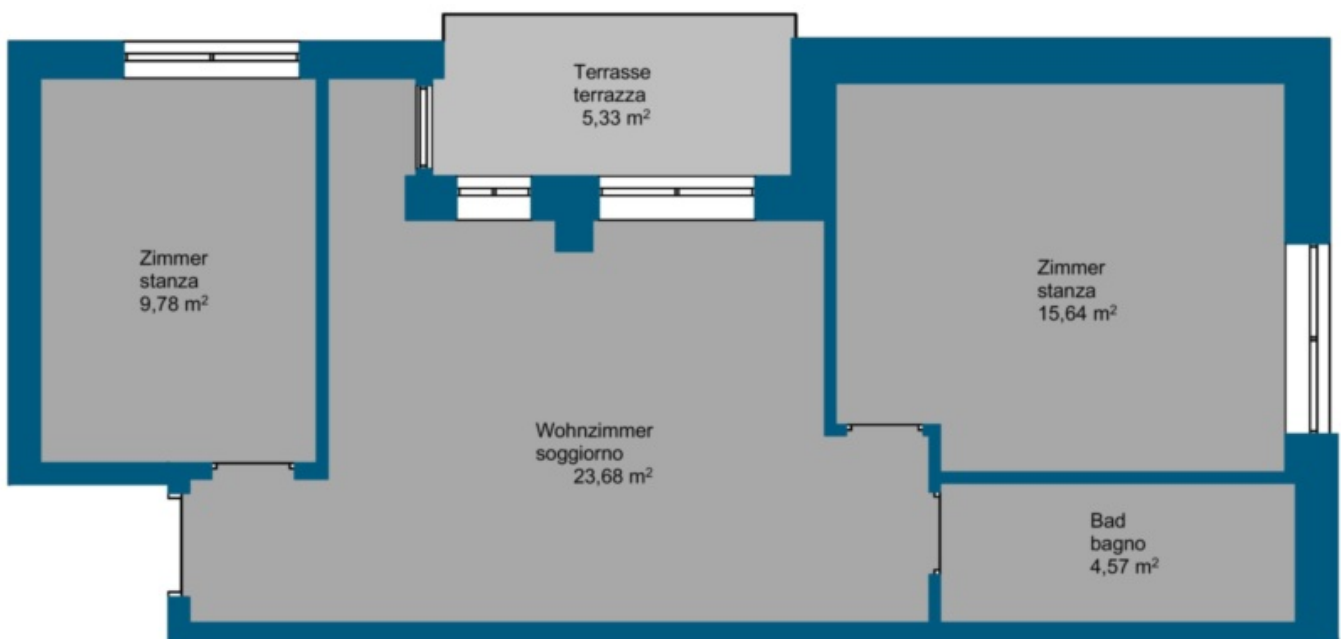 Terrasse
terrazza
5,33 m²
Zimmer
stanza
9,78 m²
Zimmer
stanza
15,64 m²
Wohnzimmer
soggiorno
23,68 m²
Bad
bagno
4,57 m²